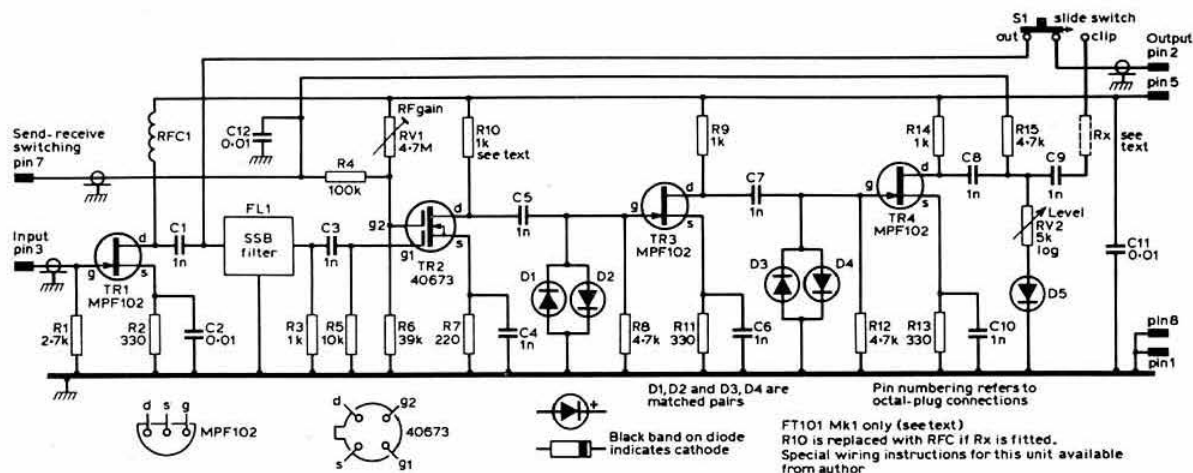 S1 slide switch
out clip
Output
pin 2
pin 5
RFC1
C12
0.01
RF gain
RV1
4.7M
R10
1k
see text
R9
1k
R14
1k
R15
4.7k
Rx
see
text
Send-receive
switching
pin 7
R4
100k
C8
1n
C9
1n
Input
pin 3
C1
1n
d
g
s
TR1
MPF102
FL1
SSB
filter
C3
1n
g2
g1
d
s
TR2
40673
C5
1n
g
d
s
TR3
MPF102
C7
1n
g
d
s
TR4
MPF102
Level
RV2
5k
log
C11
0.01
D1
D2
D3
D4
D5
R1
2.7k
R2
330
C2
0.01
R3
1k
R5
10k
R6
39k
R7
220
C4
1n
R8
4.7k
R11
330
C6
1n
R12
4.7k
R13
330
C10
1n
pin 8
pin 1
d s g
MPF102
d
g2
s
g1
40673
+
Black band on diode
indicates cathode
D1, D2 and D3, D4 are
matched pairs
Pin numbering refers to
octal-plug connections
FT101 Mk1 only (see text)
R10 is replaced with RFC if Rx is fitted.
Special wiring instructions for this unit available
from author